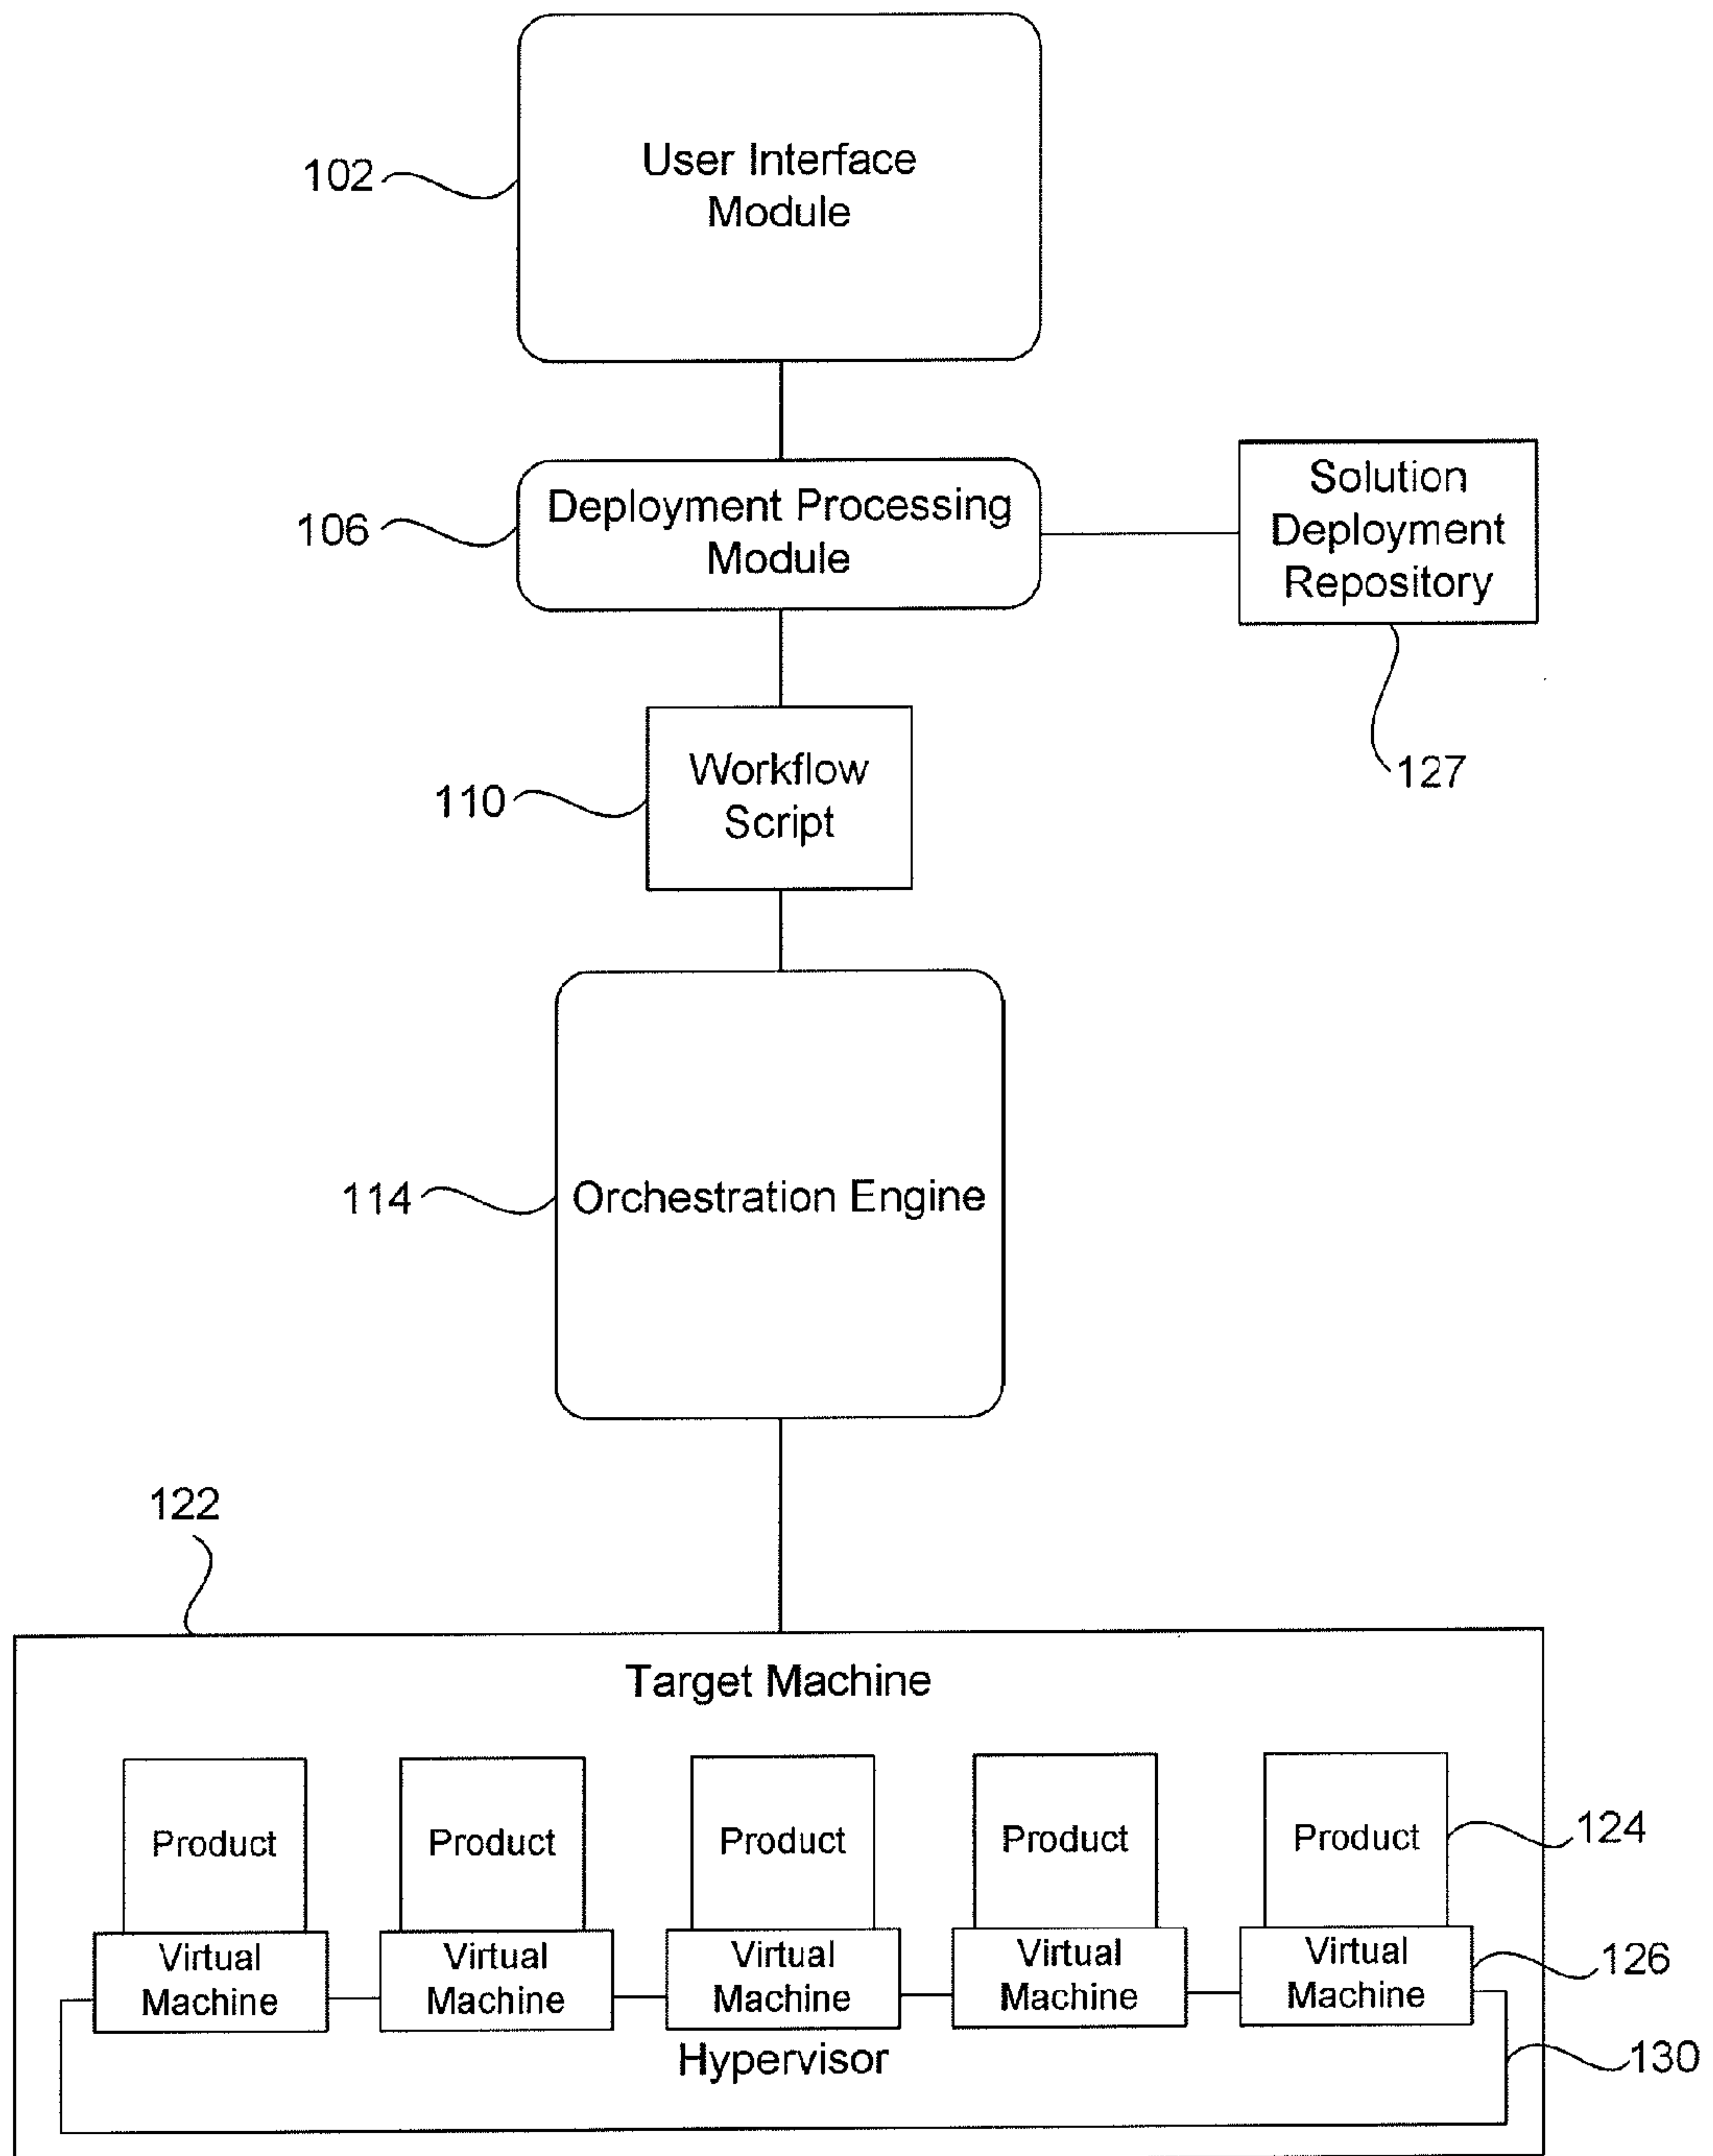 User Interface
Module
102
Deployment Processing
Module
106
Solution
Deployment
Repository
127
Workflow
Script
110
Orchestration Engine
114
122
Target Machine
Product
Product
Product
Product
Product
124
Virtual
Machine
Virtual
Machine
Virtual
Machine
Virtual
Machine
Virtual
Machine
126
Hypervisor
130